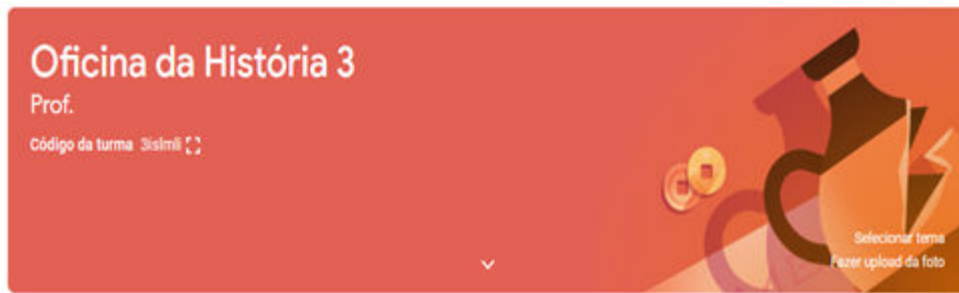 Oficina da História 3
Prof.
Código da turma 3islmli
Selecionar tema
Fazer upload da foto